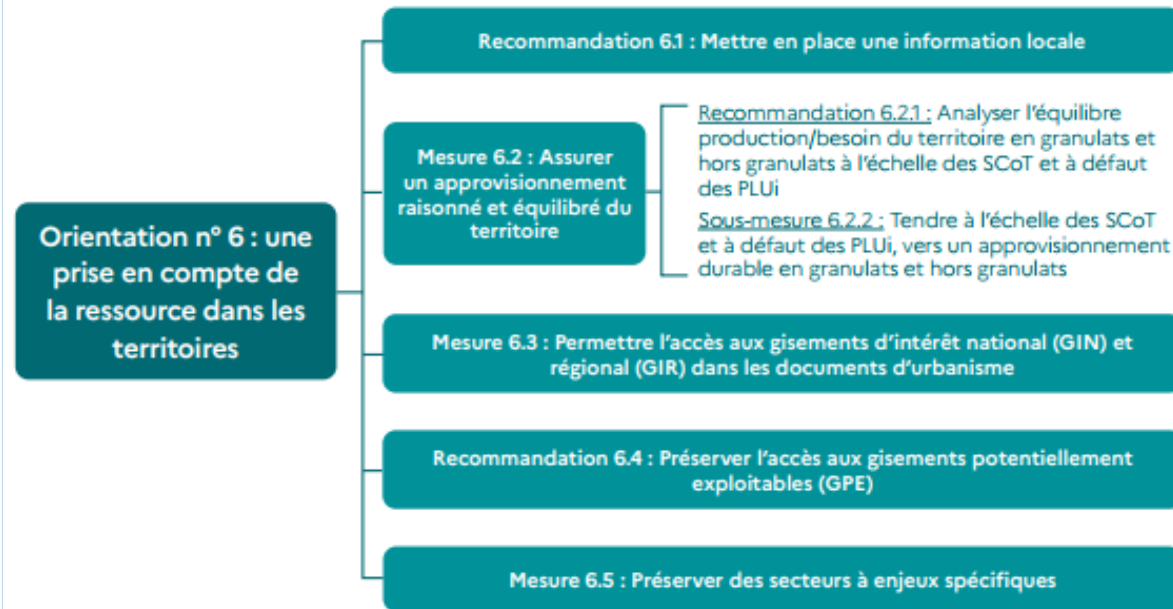 Recommandation 6.1 : Mettre en place une information locale
Mesure 6.2 : Assurer
un approvisionnement
raisonné et équilibré du
territoire
Recommandation 6.2.1 : Analyser l'équilibre
production/besoin du territoire en granulats et
hors granulats à l'échelle des SCoT et à défaut
des PLUi
Sous-mesure 6.2.2 : Tendre à l'échelle des SCoT
et à défaut des PLUi, vers un approvisionnement
durable en granulats et hors granulats
Orientation n° 6 : une
prise en compte de
la ressource dans les
territoires
Mesure 6.3 : Permettre l'accès aux gisements d'intérêt national (GIN) et
régional (GIR) dans les documents d'urbanisme
Recommandation 6.4 : Préserver l'accès aux gisements potentiellement
exploitables (GPE)
Mesure 6.5 : Préserver des secteurs à enjeux spécifiques